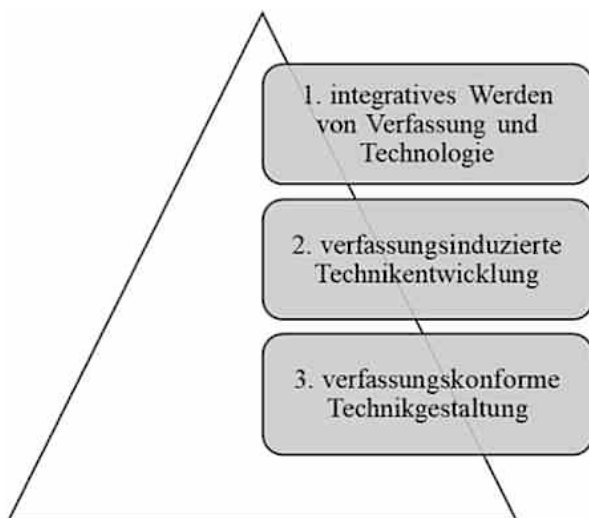 1. integratives Werden
von Verfassung und
Technologie
2. verfassungsinduzierte
Technikentwicklung
3. verfassungskonforme
Technikgestaltung